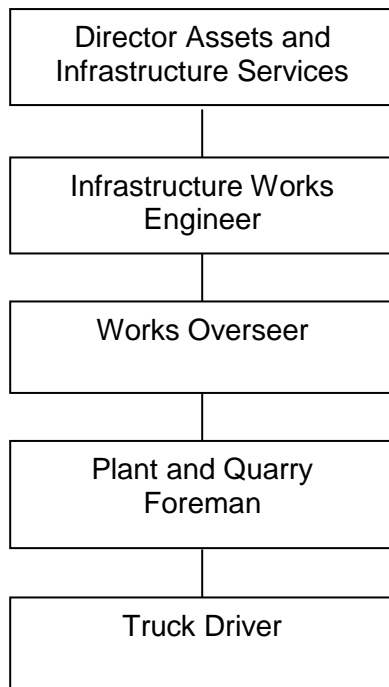 Director Assets and
Infrastructure Services
Infrastructure Works
Engineer
Works Overseer
Plant and Quarry
Foreman
Truck Driver